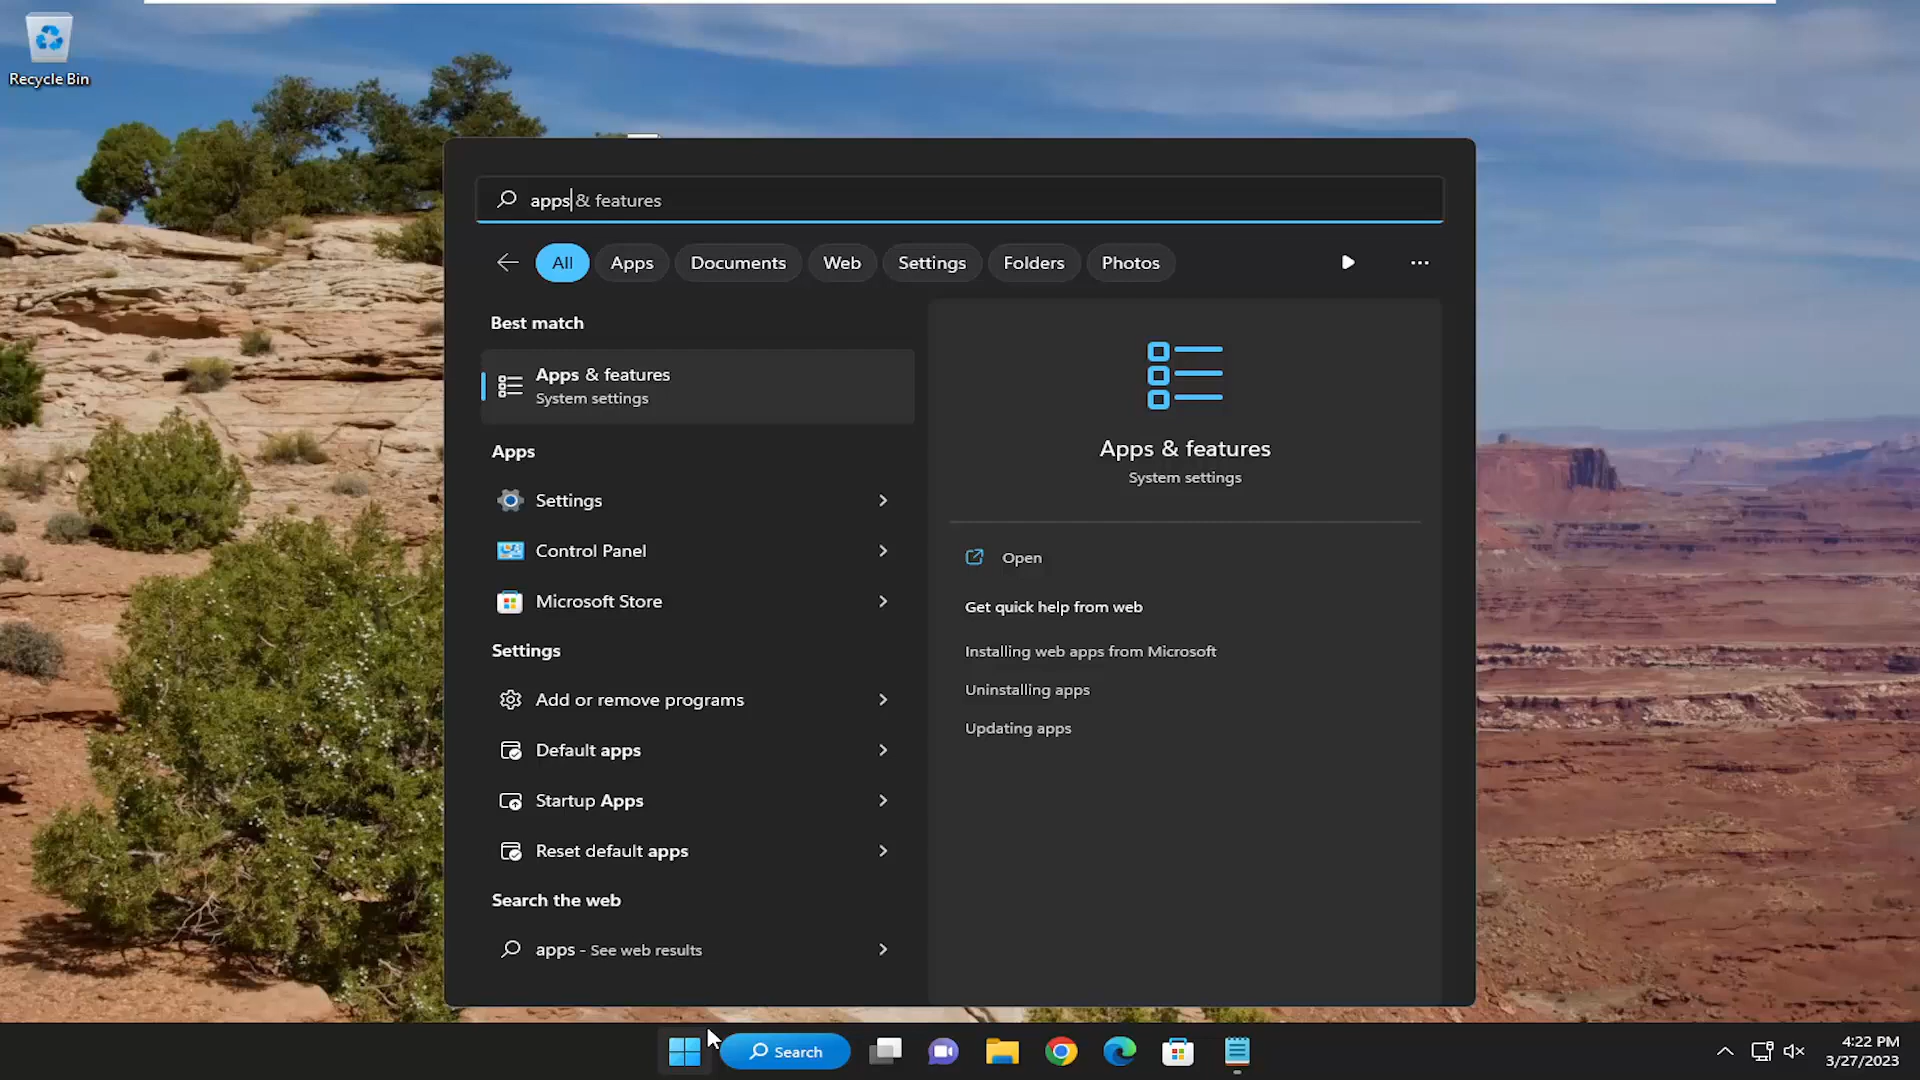 Recycle Bin
apps & features
All Apps Documents Web Settings Folders Photos
Best match
Apps & features
System settings
Apps
Settings
Control Panel
Microsoft Store
Settings
Add or remove programs
Default apps
Startup Apps
Reset default apps
Search the web
apps - See web results
Apps & features
System settings
Open
Get quick help from web
Installing web apps from Microsoft
Uninstalling apps
Updating apps
Search
4:22 PM
3/27/2023